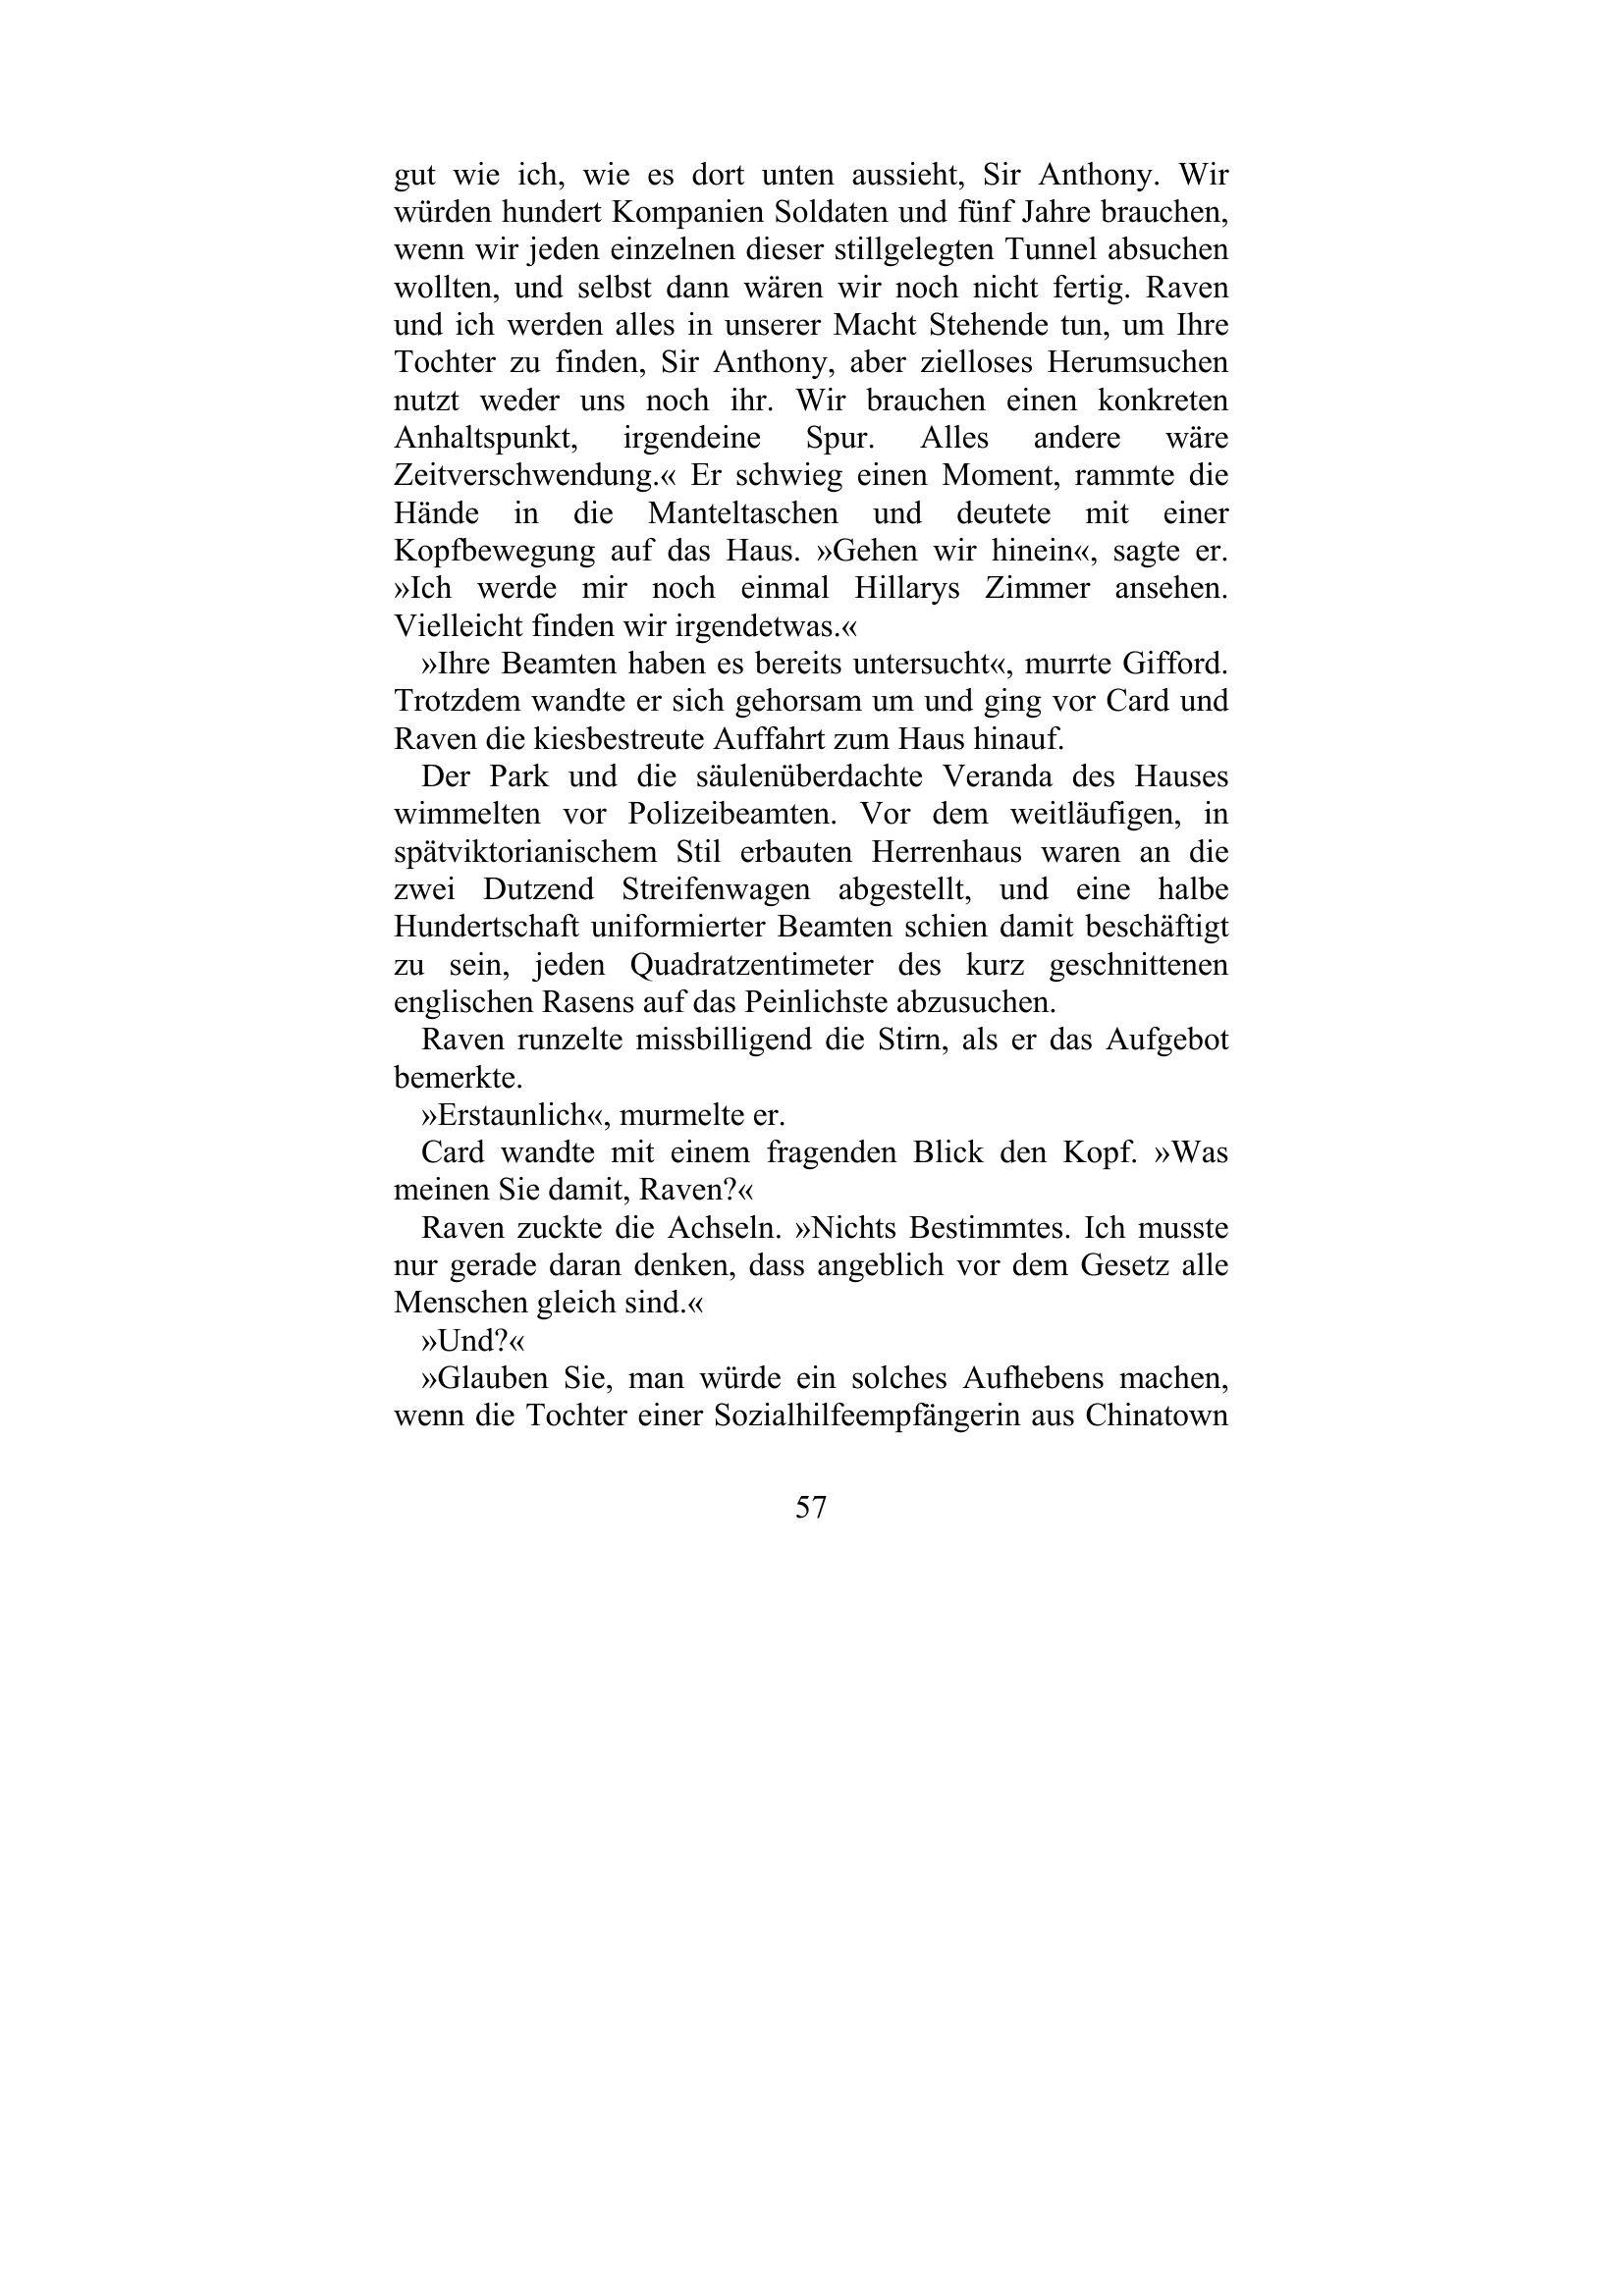 gut wie ich, wie es dort unten aussieht, Sir Anthony. Wir
würden hundert Kompanien Soldaten und fünf Jahre brauchen,
wenn wir jeden einzelnen dieser stillgelegten Tunnel absuchen
wollten, und selbst dann wären wir noch nicht fertig. Raven
und ich werden alles in unserer Macht Stehende tun, um Ihre
Tochter zu finden, Sir Anthony, aber zielloses Herumsuchen
nutzt weder uns noch ihr. Wir brauchen einen konkreten
Anhaltspunkt, irgendeine Spur. Alles andere wäre
Zeitverschwendung.« Er schwieg einen Moment, rammte die
Hände in die Manteltaschen und deutete mit einer
Kopfbewegung auf das Haus. »Gehen wir hinein«, sagte er.
»Ich werde mir noch einmal Hillarys Zimmer ansehen.
Vielleicht finden wir irgendetwas.«
»Ihre Beamten haben es bereits untersucht«, murrte Gifford.
Trotzdem wandte er sich gehorsam um und ging vor Card und
Raven die kiesbestreute Auffahrt zum Haus hinauf.
Der Park und die säulenüberdachte Veranda des Hauses
wimmelten vor Polizeibeamten. Vor dem weitläufigen, in
spätviktorianischem Stil erbauten Herrenhaus waren an die
zwei Dutzend Streifenwagen abgestellt, und eine halbe
Hundertschaft uniformierter Beamten schien damit beschäftigt
zu sein, jeden Quadratzentimeter des kurz geschnittenen
englischen Rasens auf das Peinlichste abzusuchen.
Raven runzelte missbilligend die Stirn, als er das Aufgebot
bemerkte.
»Erstaunlich«, murmelte er.
Card wandte mit einem fragenden Blick den Kopf. »Was
meinen Sie damit, Raven?«
Raven zuckte die Achseln. »Nichts Bestimmtes. Ich musste
nur gerade daran denken, dass angeblich vor dem Gesetz alle
Menschen gleich sind.«
»Und?«
»Glauben Sie, man würde ein solches Aufhebens machen,
wenn die Tochter einer Sozialhilfeempfängerin aus Chinatown
57